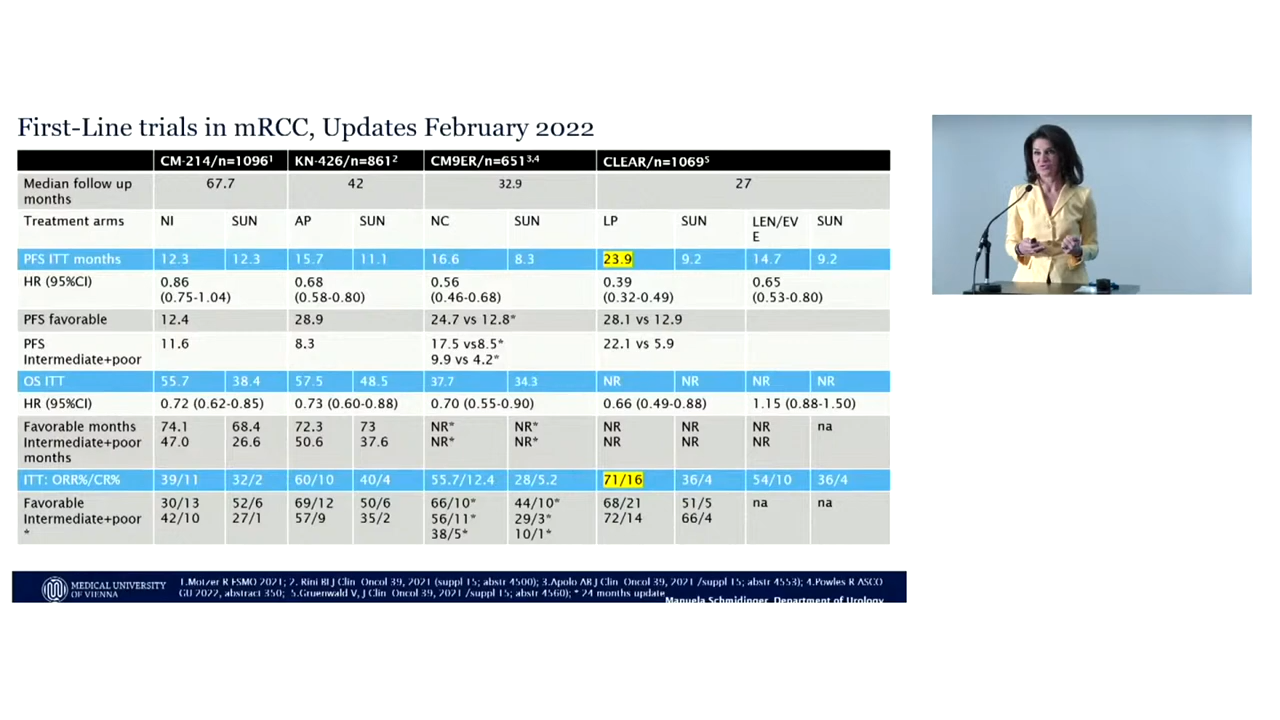 First-Line trials in mRCC, Updates February 2022
CM-214/n=1096¹ KN-426/n=861² CM9ER/n=651³,⁴ CLEAR/n=1069⁵
Median follow up months 67.7 42 32.9 27
Treatment arms NI SUN AP SUN NC SUN LP SUN LEN/EVE SUN
PFS ITT months 12.3 12.3 15.7 11.1 16.6 8.3 23.9 9.2 14.7 9.2
HR (95%CI) 0.86 (0.75-1.04) 0.68 (0.58-0.80) 0.56 (0.46-0.68) 0.39 (0.32-0.49) 0.65 (0.53-0.80)
PFS favorable 12.4 28.9 24.7 vs 12.8* 28.1 vs 12.9
PFS Intermediate+poor 11.6 8.3 17.5 vs8.5* 9.9 vs 4.2* 22.1 vs 5.9
OS ITT 55.7 38.4 57.5 48.5 37.7 34.3 NR NR NR NR
HR (95%CI) 0.72 (0.62-0.85) 0.73 (0.60-0.88) 0.70 (0.55-0.90) 0.66 (0.49-0.88) 1.15 (0.88-1.50)
Favorable months 74.1 68.4 72.3 73 NR* NR* NR NR NR na
Intermediate+poor months 47.0 26.6 50.6 37.6 NR* NR* NR NR NR
ITT: ORR%/CR% 39/11 32/2 60/10 40/4 55.7/12.4 28/5.2 71/16 36/4 54/10 36/4
Favorable 30/13 52/6 69/12 50/6 66/10* 44/10* 68/21 51/5 na na
Intermediate+poor 42/10 27/1 57/9 35/2 56/11* 29/3* 72/14 66/4
* 38/5* 10/1*
MEDICAL UNIVERSITY
OF VIENNA
1.Motzer R ESMO 2021; 2. Rini BI J Clin Oncol 39, 2021 (suppl 15; abstr 4500); 3.Apolo AB J Clin Oncol 39, 2021 /suppl 15; abstr 4553); 4.Powles R ASCO
GU 2022, abstract 350; 5.Gruenwald V, J Clin Oncol 39, 2021 /suppl 15; abstr 4560); * 24 months update
Manuela Schmidinger, Department of Urology